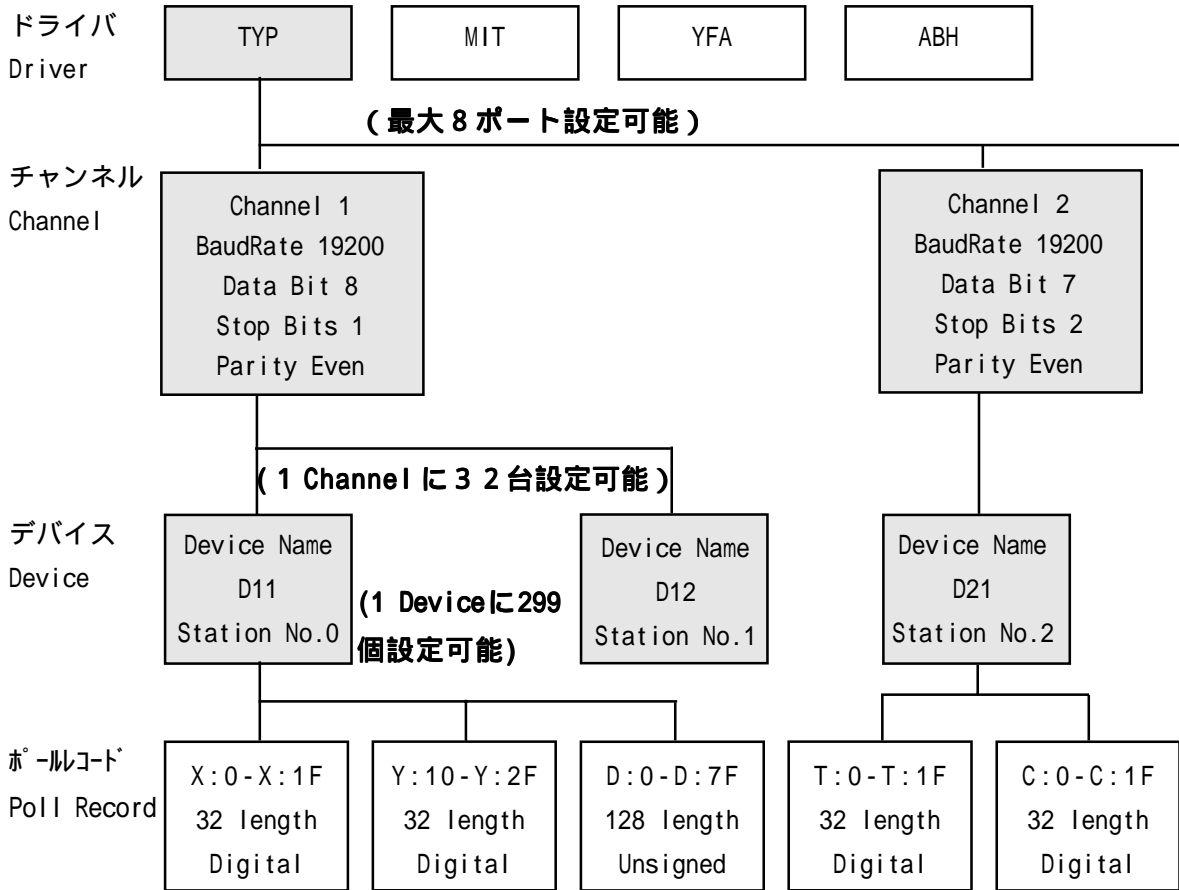 ドライバ
Driver
TYP
MIT
YFA
ABH
(最大8ポート設定可能)
チャンネル
Channel
Channel 1
BaudRate 19200
Data Bit 8
Stop Bits 1
Parity Even
Channel 2
BaudRate 19200
Data Bit 7
Stop Bits 2
Parity Even
(1 Channelに32台設定可能)
デバイス
Device
Device Name
D11
Station No.0
(1 Deviceに299
個設定可能)
Device Name
D12
Station No.1
Device Name
D21
Station No.2
ポールレコード
Poll Record
X:0-X:1F
32 length
Digital
Y:10-Y:2F
32 length
Digital
D:0-D:7F
128 length
Unsigned
T:0-T:1F
32 length
Digital
C:0-C:1F
32 length
Digital